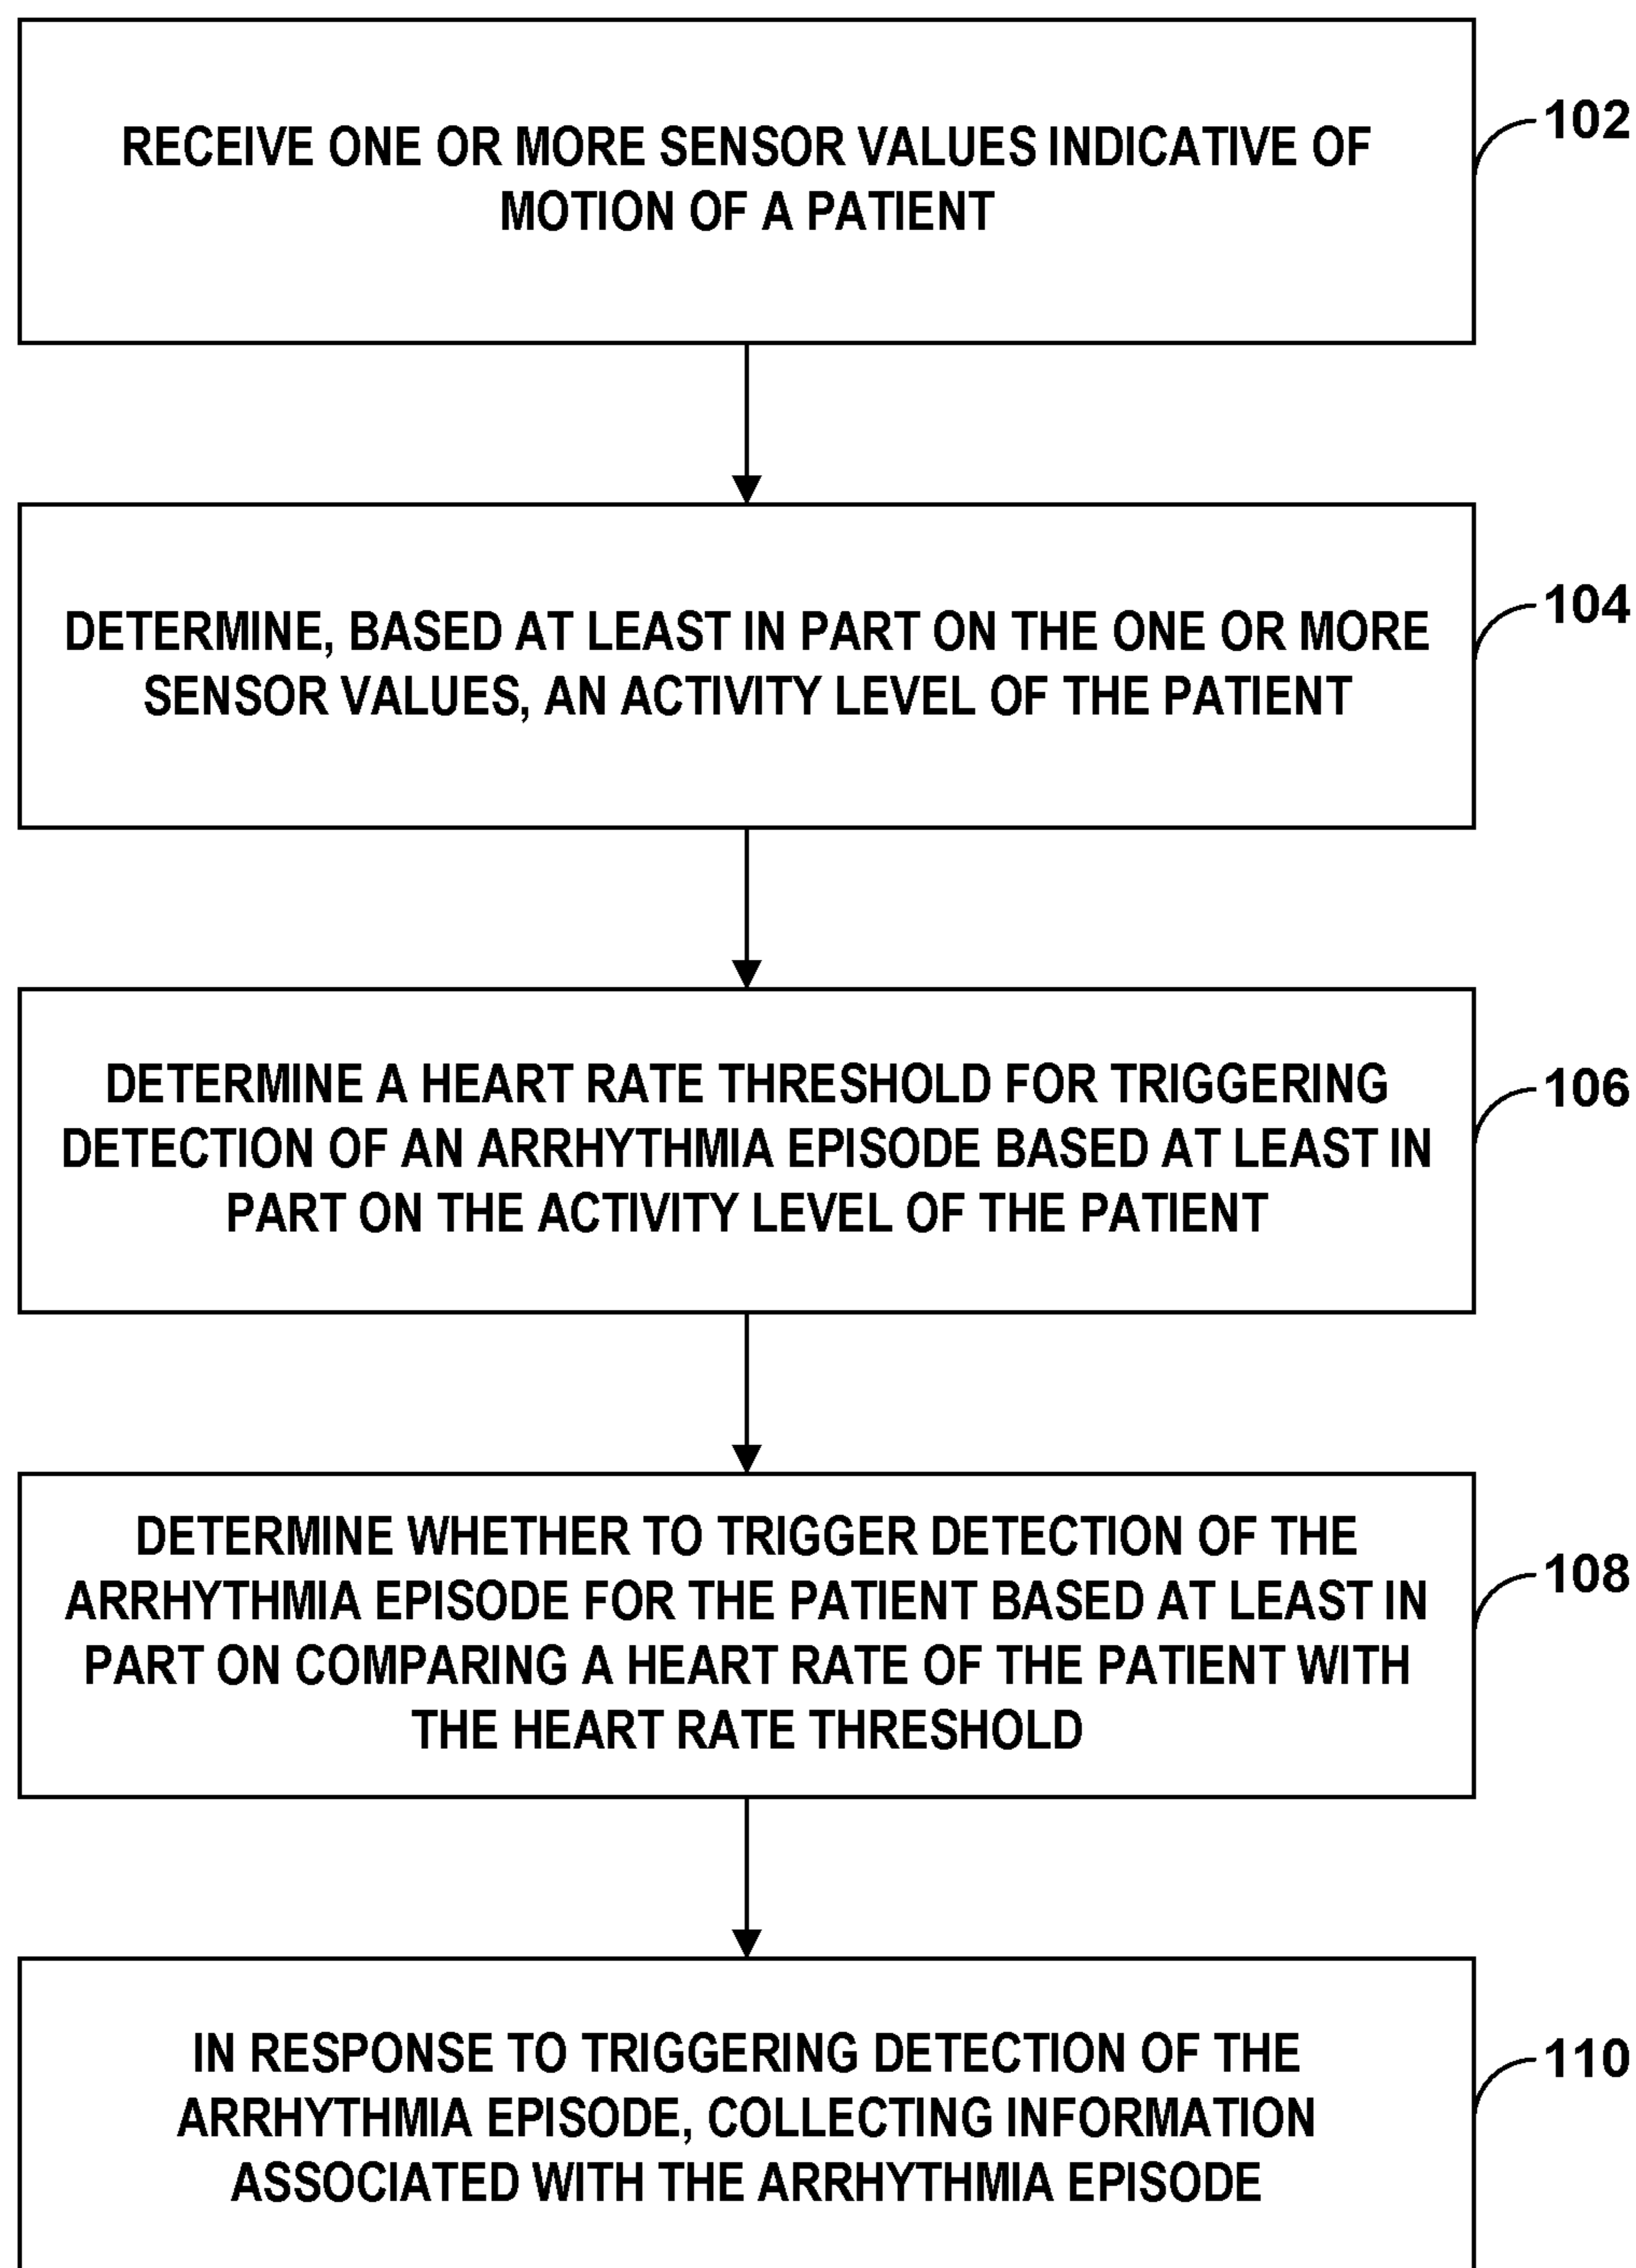 RECEIVE ONE OR MORE SENSOR VALUES INDICATIVE OF
MOTION OF A PATIENT
102
DETERMINE, BASED AT LEAST IN PART ON THE ONE OR MORE
SENSOR VALUES, AN ACTIVITY LEVEL OF THE PATIENT
104
DETERMINE A HEART RATE THRESHOLD FOR TRIGGERING
DETECTION OF AN ARRHYTHMIA EPISODE BASED AT LEAST IN
PART ON THE ACTIVITY LEVEL OF THE PATIENT
106
DETERMINE WHETHER TO TRIGGER DETECTION OF THE
ARRHYTHMIA EPISODE FOR THE PATIENT BASED AT LEAST IN
PART ON COMPARING A HEART RATE OF THE PATIENT WITH
THE HEART RATE THRESHOLD
108
IN RESPONSE TO TRIGGERING DETECTION OF THE
ARRHYTHMIA EPISODE, COLLECTING INFORMATION
ASSOCIATED WITH THE ARRHYTHMIA EPISODE
110